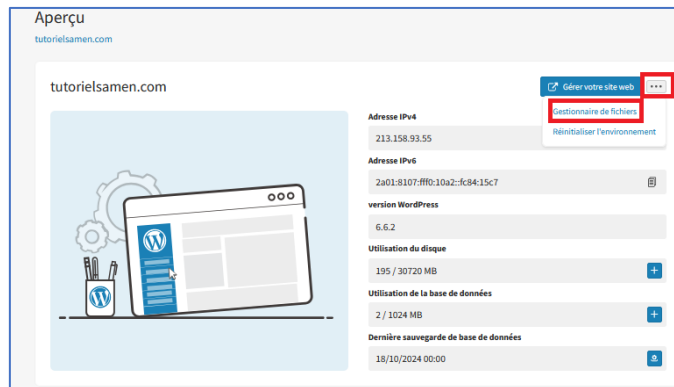 Aperçu
tutorielsamen.com
tutorielsamen.com
Gérer votre site web
Gestionnaire de fichiers
Réinitialiser l'environnement
Adresse IPv4
213.158.93.55
Adresse IPv6
2a01:8107:fff0:10a2::fc84:15c7
version WordPress
6.6.2
Utilisation du disque
195 / 30720 MB
Utilisation de la base de données
2 / 1024 MB
Dernière sauvegarde de base de données
18/10/2024 00:00